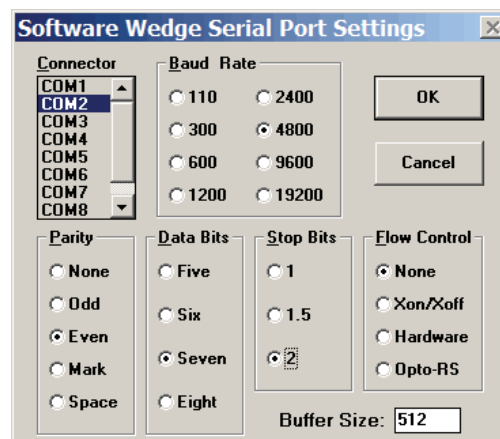 Software Wedge Serial Port Settings
Connector
COM1
COM2
COM3
COM4
COM5
COM6
COM7
COM8
Baud Rate
110
2400
300
4800
600
9600
1200
19200
OK
Cancel
Parity
None
Odd
Even
Mark
Space
Data Bits
Five
Six
Seven
Eight
Stop Bits
1
1.5
2
Flow Control
None
Xon/Xoff
Hardware
Opto-RS
Buffer Size: 512